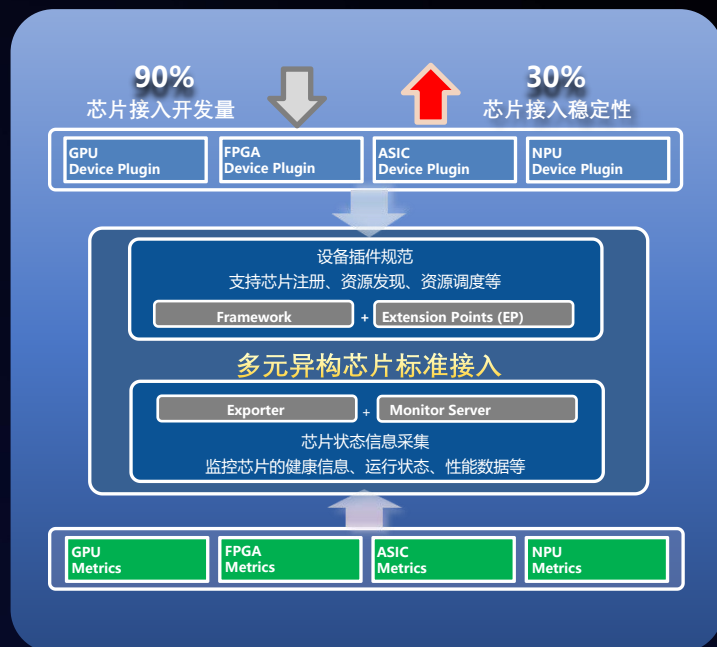 90%
芯片接入开发量
30%
芯片接入稳定性
GPU
Device Plugin
FPGA
Device Plugin
ASIC
Device Plugin
NPU
Device Plugin
设备插件规范
支持芯片注册、资源发现、资源调度等
Framework + Extension Points (EP)
多元异构芯片标准接入
Exporter + Monitor Server
芯片状态信息采集
监控芯片的健康信息、运行状态、性能数据等
GPU
Metrics
FPGA
Metrics
ASIC
Metrics
NPU
Metrics